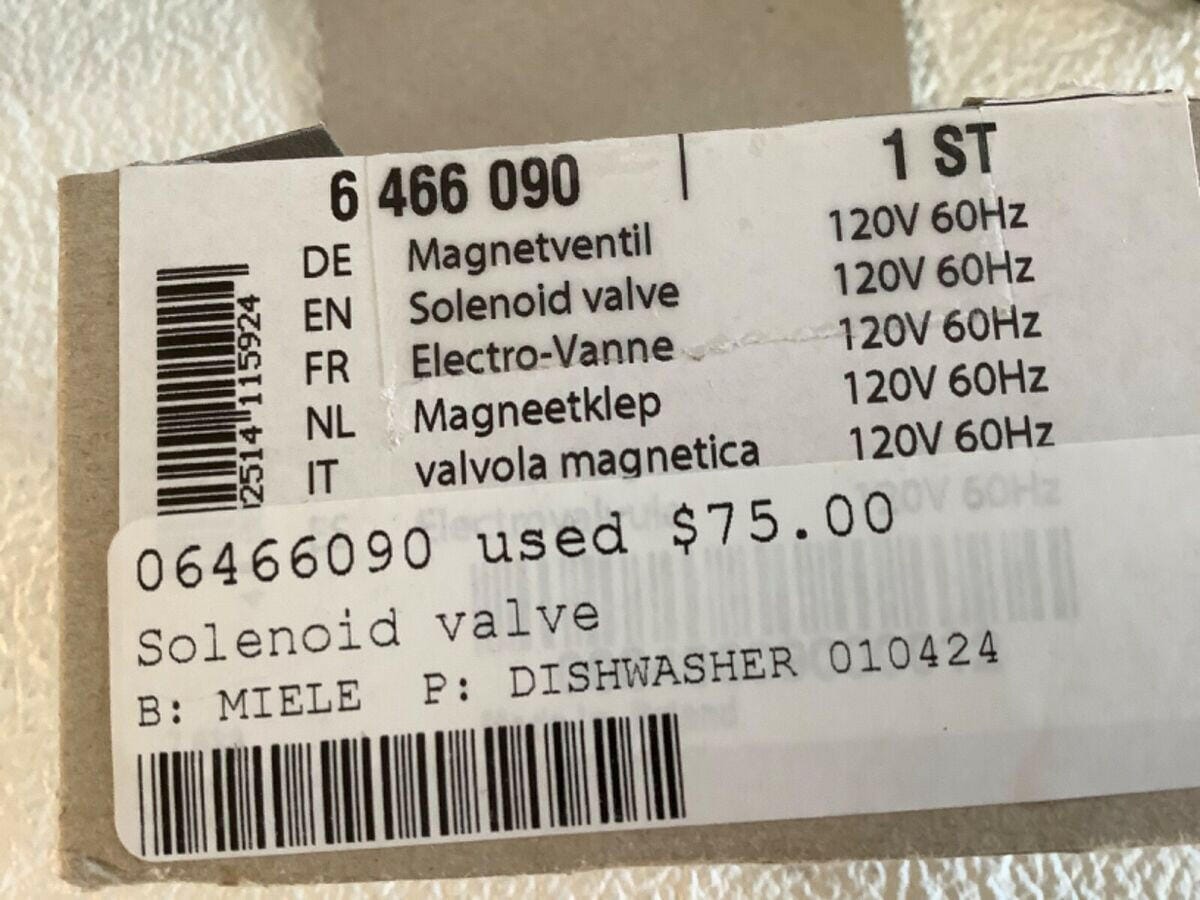 6 466 090 1 ST
DE Magnetventil 120V 60Hz
EN Solenoid valve 120V 60Hz
FR Electro-Vanne 120V 60Hz
NL Magneetklep 120V 60Hz
IT valvola magnetica 120V 60Hz
2514 115924
06466090 used $75.00
Solenoid valve
B: MIELE P: DISHWASHER 010424